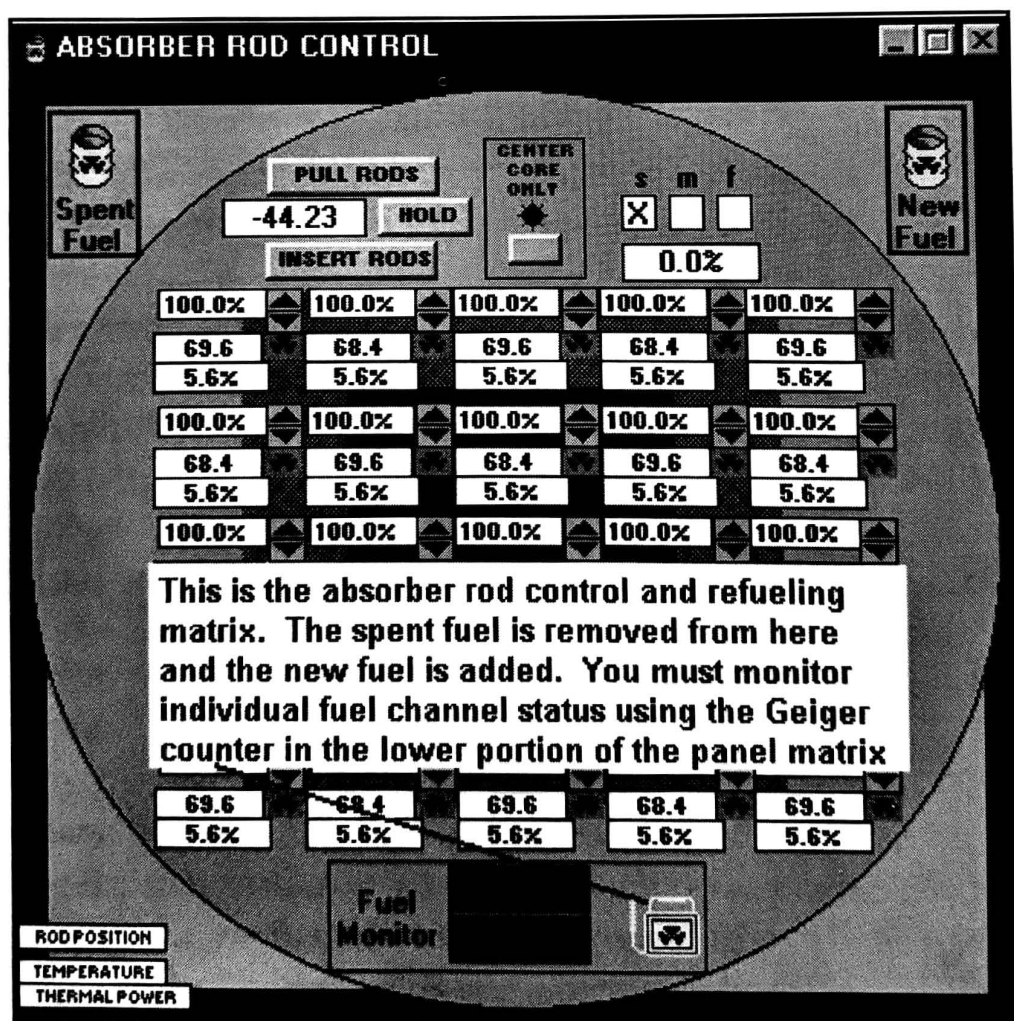 ABSORBER ROD CONTROL
Spent
Fuel
PULL RODS
-44.23 HOLD
INSERT RODS
CENTER
CORE
ONLY
s m f
X
0.0%
New
Fuel
100.0% 100.0% 100.0% 100.0% 100.0%
69.6 68.4 69.6 68.4 69.6
5.6% 5.6% 5.6% 5.6% 5.6%
100.0% 100.0% 100.0% 100.0% 100.0%
68.4 69.6 68.4 69.6 68.4
5.6% 5.6% 5.6% 5.6% 5.6%
100.0% 100.0% 100.0% 100.0% 100.0%
This is the absorber rod control and refueling
matrix. The spent fuel is removed from here
and the new fuel is added. You must monitor
individual fuel channel status using the Geiger
counter in the lower portion of the panel matrix
69.6 68.4 69.6 68.4 69.6
5.6% 5.6% 5.6% 5.6% 5.6%
Fuel
Monitor
ROD POSITION
TEMPERATURE
THERMAL POWER